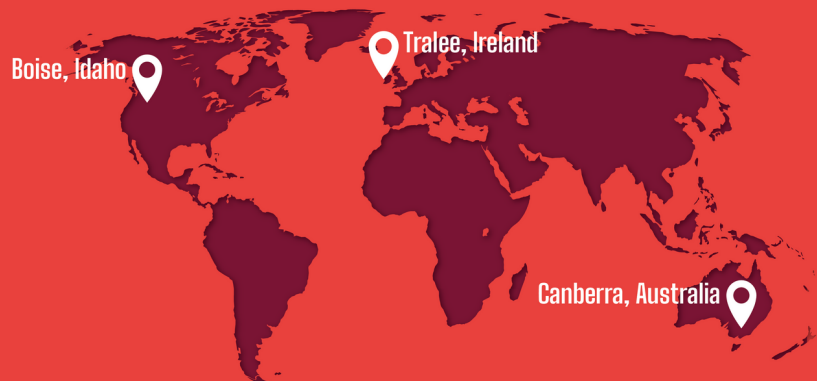 Tralee, Ireland
Boise, Idaho
Canberra, Australia